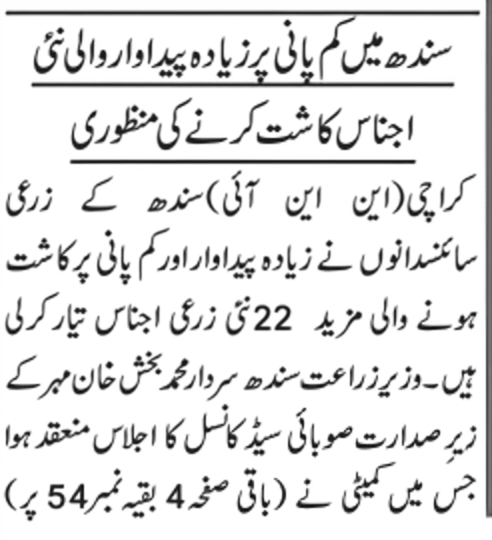 سندھ میں کم پانی پر زیادہ پیداوار والی نئی
اجناس کاشت کرنے کی منظوری
کراچی (این این آئی) سندھ کے زرعی
سائنسدانوں نے زیادہ پیداوار اور کم پانی پر کاشت
ہونے والی مزید 22 نئی زرعی اجناس تیار کرلی
ہیں۔ وزیر زراعت سندھ سردار محمد بخش خان مہر کے
زیرِ صدارت صوبائی سیڈ کانسل کا اجلاس منعقد ہوا
جس میں کمیٹی نے (باقی صفحہ 4 بقیہ نمبر 54 پر)